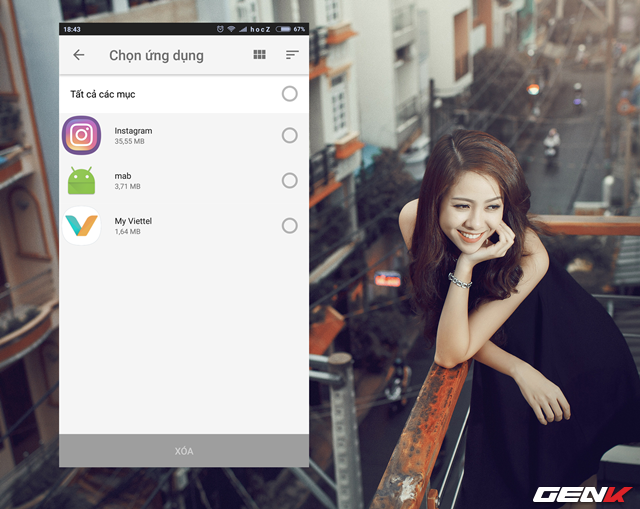 18:43
hocZ
67%
Chọn ứng dụng
Tất cả các mục
Instagram
35,55 MB
mab
3,71 MB
My Viettel
1,64 MB
XÓA
GENK